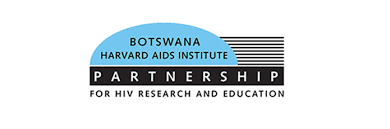 BOTSWANA
HARVARD AIDS INSTITUTE
PARTNERSHIP
FOR HIV RESEARCH AND EDUCATION